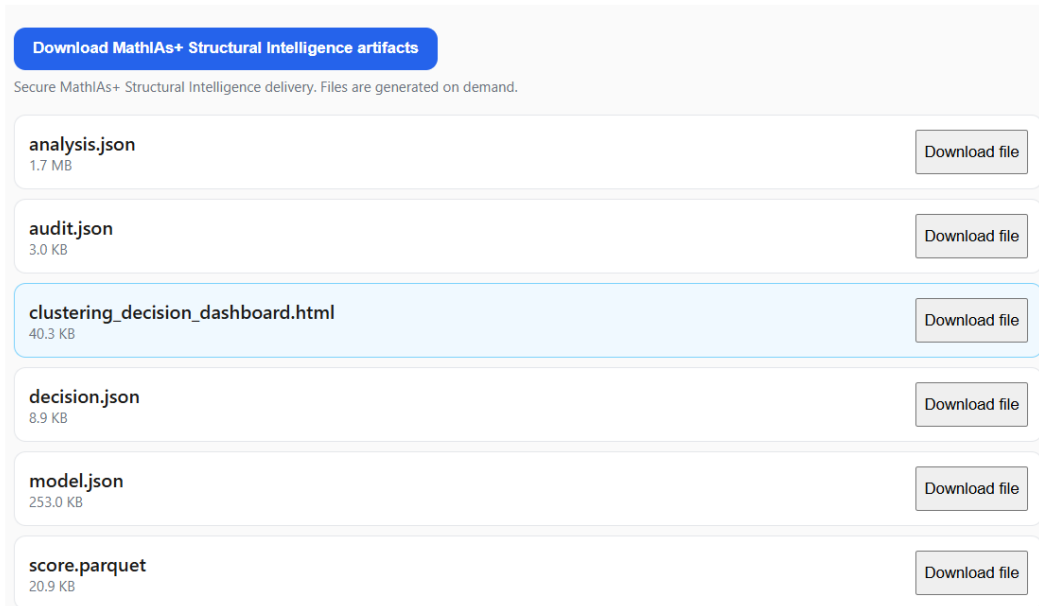 Download MathIAs+ Structural Intelligence artifacts
Secure MathIAs+ Structural Intelligence delivery. Files are generated on demand.
analysis.json
1.7 MB
Download file
audit.json
3.0 KB
Download file
clustering_decision_dashboard.html
40.3 KB
Download file
decision.json
8.9 KB
Download file
model.json
253.0 KB
Download file
score.parquet
20.9 KB
Download file